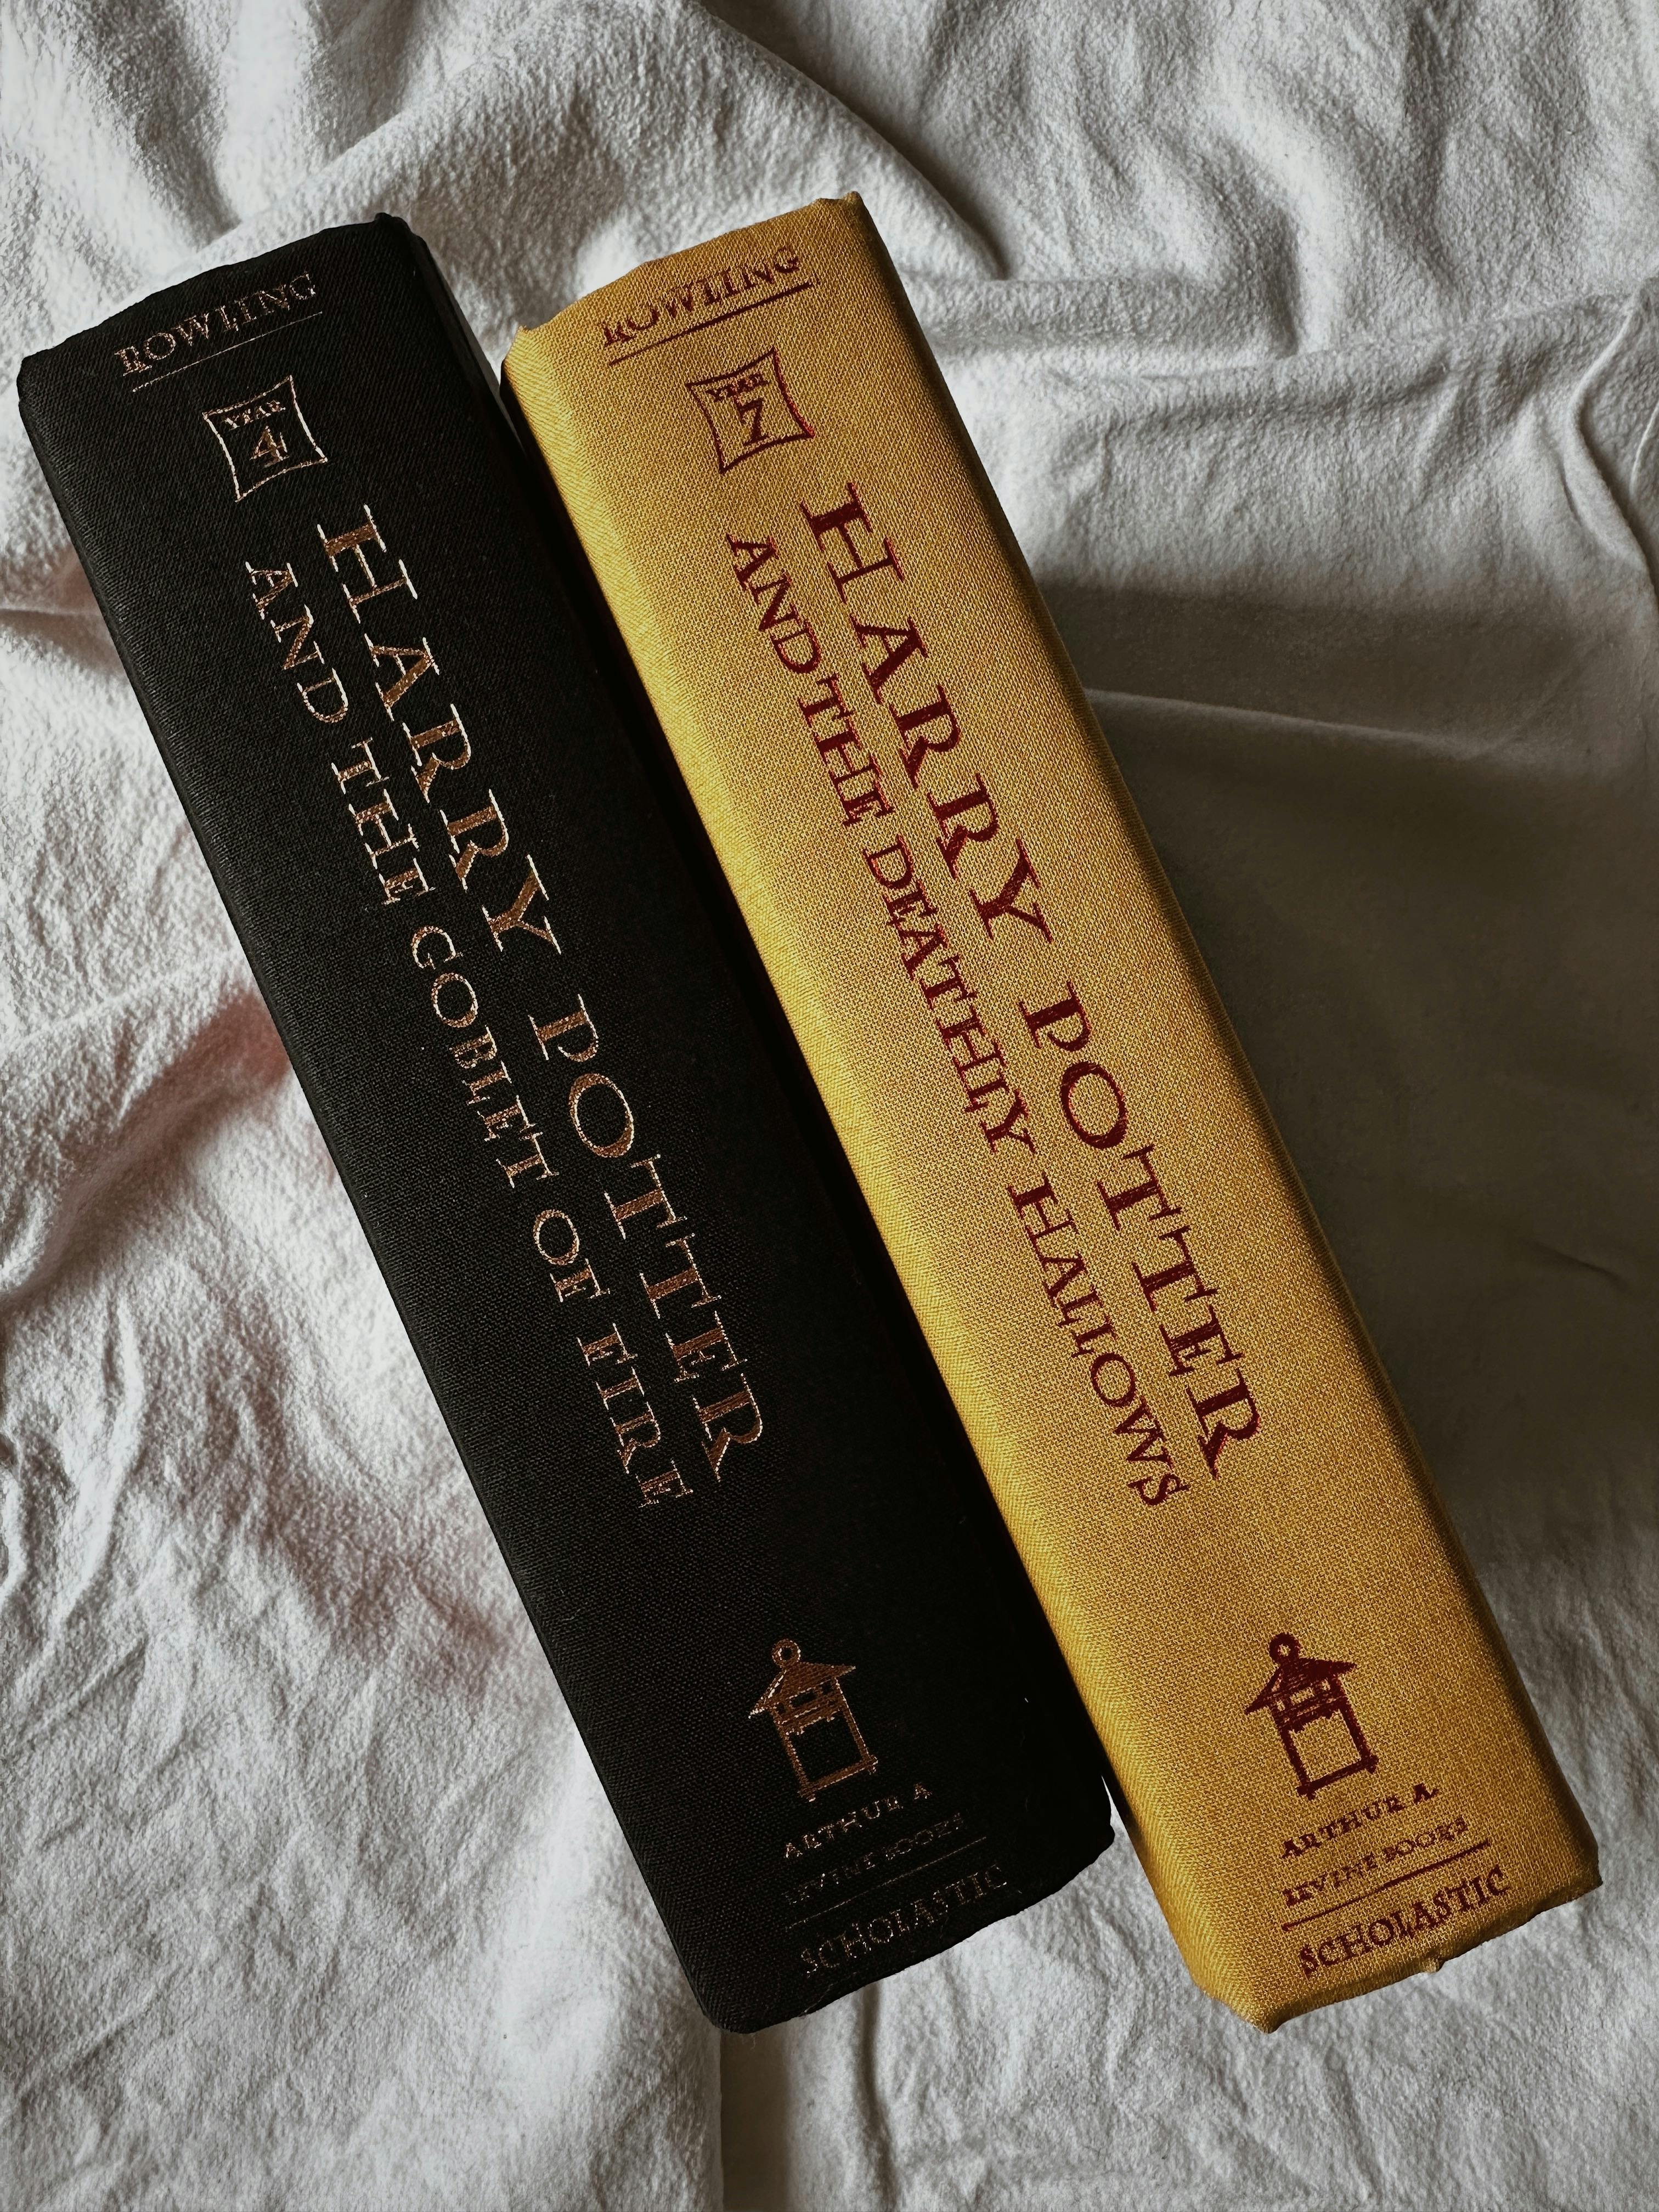 ROWLING
YEAR
4
HARRY POTTER
AND THE GOBLET OF FIRE
ARTHUR A
LEVINE BOOKS
SCHOLASTIC
ROWLING
YEAR
7
HARRY POTTER
AND THE DEATHLY HALLOWS
ARTHUR A.
LEVINE BOOKS
SCHOLASTIC